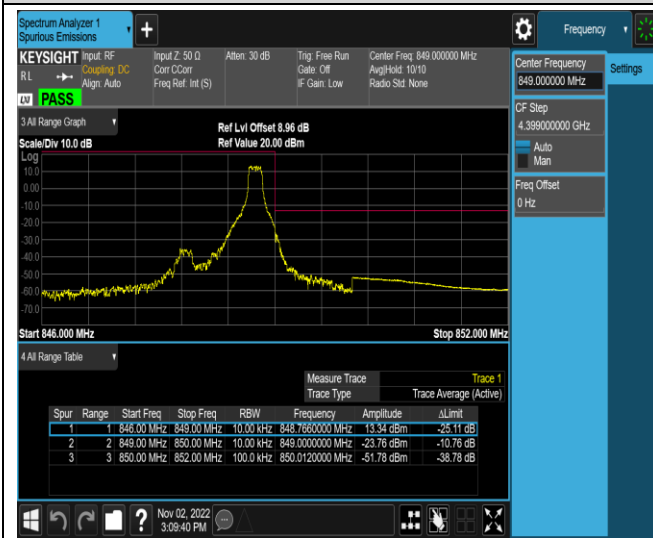 Spectrum Analyzer 1
Spurious Emissions
Frequency
KEYSIGHT
RL
LXI
PASS
Input: RF
Coupling: DC
Align: Auto
Input Z: 50 Ω
Corr CCorr
Freq Ref: Int (S)
Atten: 30 dB
Trig: Free Run
Gate: Off
IF Gain: Low
Center Freq: 849.000000 MHz
Avg|Hold: 10/10
Radio Std: None
Center Frequency
849.000000 MHz
Settings
CF Step
4.399000000 GHz
Auto
Man
Freq Offset
0 Hz
3 All Range Graph
Scale/Div 10.0 dB
Ref Lvl Offset 8.96 dB
Ref Value 20.00 dBm
Log
10.0
0.00
-10.0
-20.0
-30.0
-40.0
-50.0
-60.0
-70.0
Start 846.000 MHz
Stop 852.000 MHz
4 All Range Table
Measure Trace Trace 1
Trace Type Trace Average (Active)
Spur Range Start Freq Stop Freq RBW Frequency Amplitude ΔLimit
1 1 846.00 MHz 849.00 MHz 10.00 kHz 848.7660000 MHz 13.34 dBm -25.11 dB
2 2 849.00 MHz 850.00 MHz 10.00 kHz 849.0000000 MHz -23.76 dBm -10.76 dB
3 3 850.00 MHz 852.00 MHz 100.0 kHz 850.0120000 MHz -51.78 dBm -38.78 dB
Nov 02, 2022
3:09:40 PM